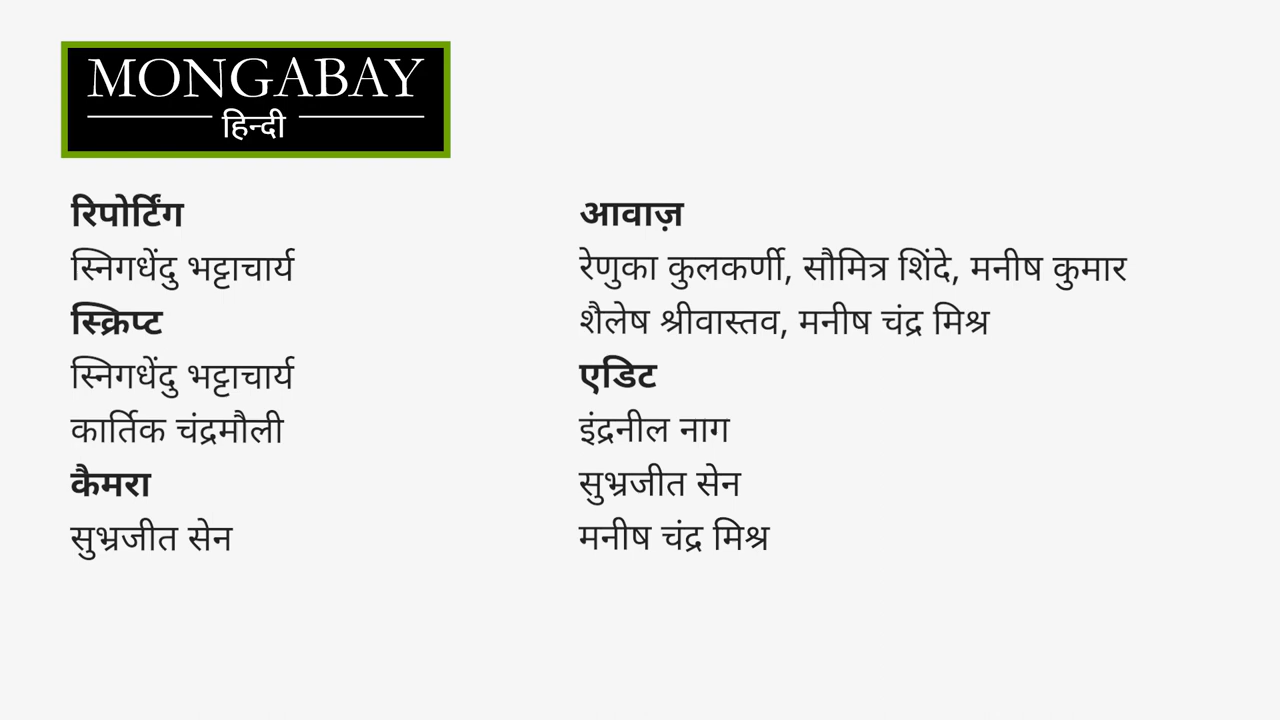 MONGABAY
हिन्दी
रिपोर्टिंग
स्निगधेंदु भट्टाचार्य
स्क्रिप्ट
स्निगधेंदु भट्टाचार्य
कार्तिक चंद्रमौली
कैमरा
सुभ्रजीत सेन
आवाज़
रेणुका कुलकर्णी, सौमित्र शिंदे, मनीष कुमार
शैलेष श्रीवास्तव, मनीष चंद्र मिश्र
एडिट
इंद्रनील नाग
सुभ्रजीत सेन
मनीष चंद्र मिश्र